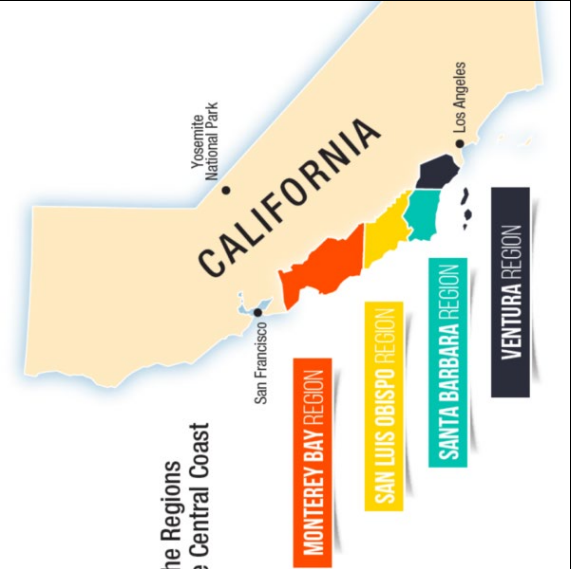 he Regions
e Central Coast
Yosemite
National Park
CALIFORNIA
Los Angeles
San Francisco
MONTEREY BAY REGION
SAN LUIS OBISPO REGION
SANTA BARBARA REGION
VENTURA REGION